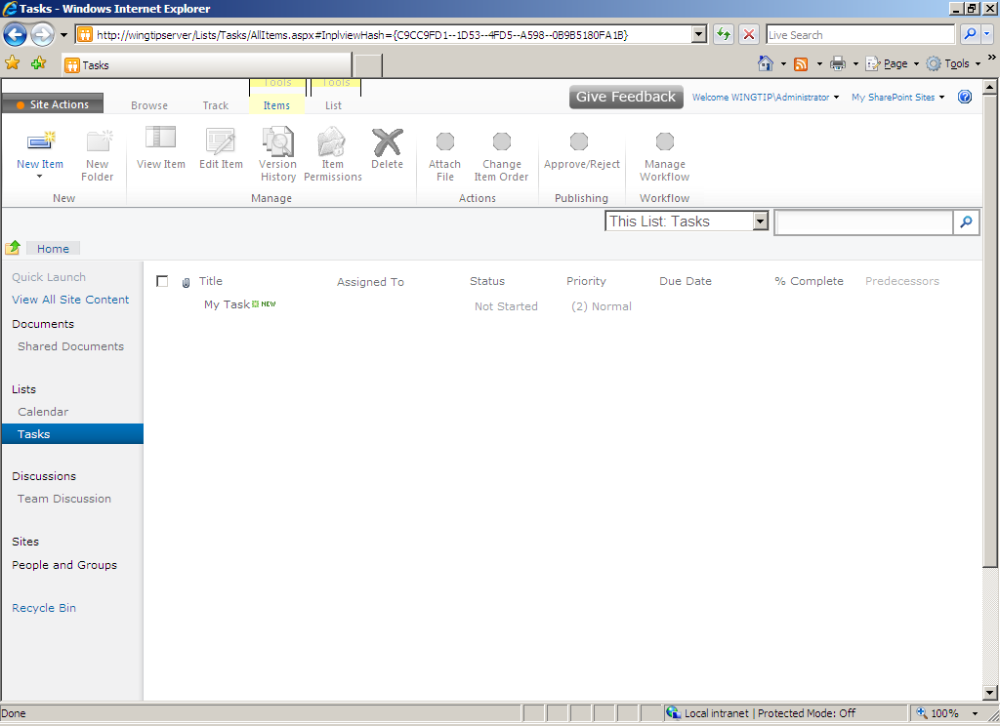 Tasks - Windows Internet Explorer
http://wingtipserver/Lists/Tasks/AllItems.aspx#InplviewHash={C9CC9FD1--1D53--4FD5--A598--0B9B5180FA1B}
Live Search
Tasks
Page
Tools
»
Tools Tools
Site Actions Browse Track Items List
Give Feedback Welcome WINGTIP\Administrator My SharePoint Sites
New Item
New Folder
View Item
Edit Item
Version History
Item Permissions
Delete
Attach File
Change Item Order
Approve/Reject
Manage Workflow
New Manage Actions Publishing Workflow
This List: Tasks
Home
Quick Launch
View All Site Content
Documents
Shared Documents
Lists
Calendar
Tasks
Discussions
Team Discussion
Sites
People and Groups
Recycle Bin
Title Assigned To Status Priority Due Date % Complete Predecessors
My Task NEW Not Started (2) Normal
Done Local intranet | Protected Mode: Off 100%